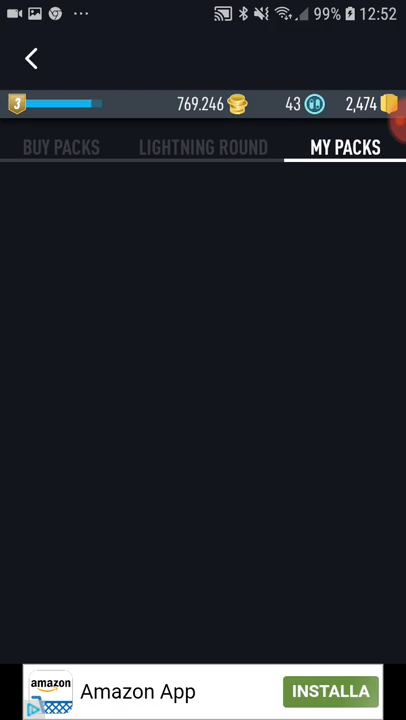 99% 12:52
3 769.246 43 2,474
BUY PACKS LIGHTNING ROUND MY PACKS
amazon Amazon App INSTALLA